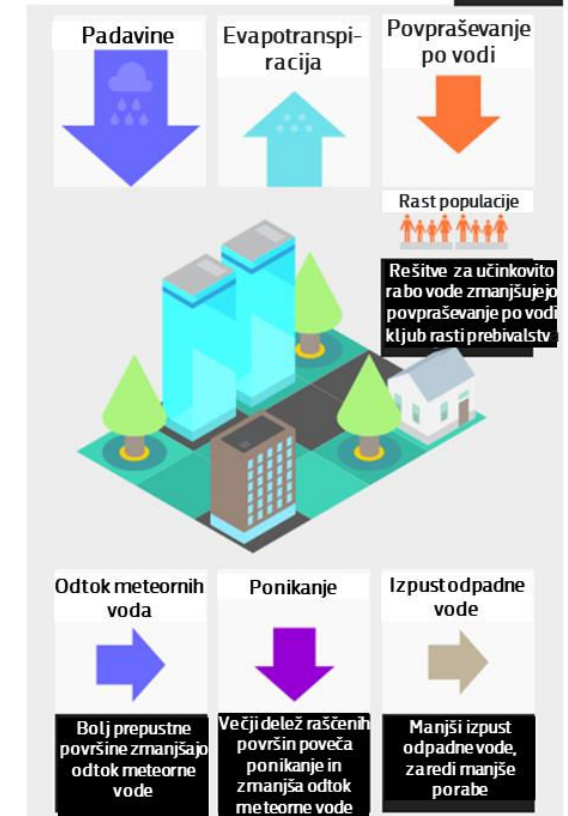 Padavine
Evapotranspi-
racija
Povpraševanje
po vodi
Rast populacije
Rešitve za učinkovito
rabo vode zmanjšujejo
povpraševanje po vodi
kljub rasti prebivalstv
Odtok meteornih
voda
Ponikanje
Izpust odpadne
vode
Bolj prepustne
površine zmanjšajo
odtok meteorne
vode
Večji delež raščenih
površin poveča
ponikanje in
zmanjša odtok
meteorne vode
Manjši izpust
odpadne vode,
zaredi manjše
porabe